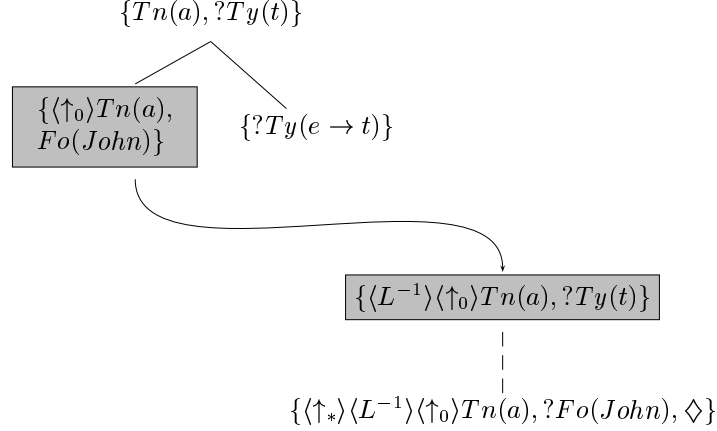 {Tn(a), ?Ty(t)}
{⟨↑₀⟩Tn(a),
Fo(John)}
{?Ty(e → t)}
{⟨L⁻¹⟩⟨↑₀⟩Tn(a), ?Ty(t)}
{⟨↑∗⟩⟨L⁻¹⟩⟨↑₀⟩Tn(a), ?Fo(John), ♢}